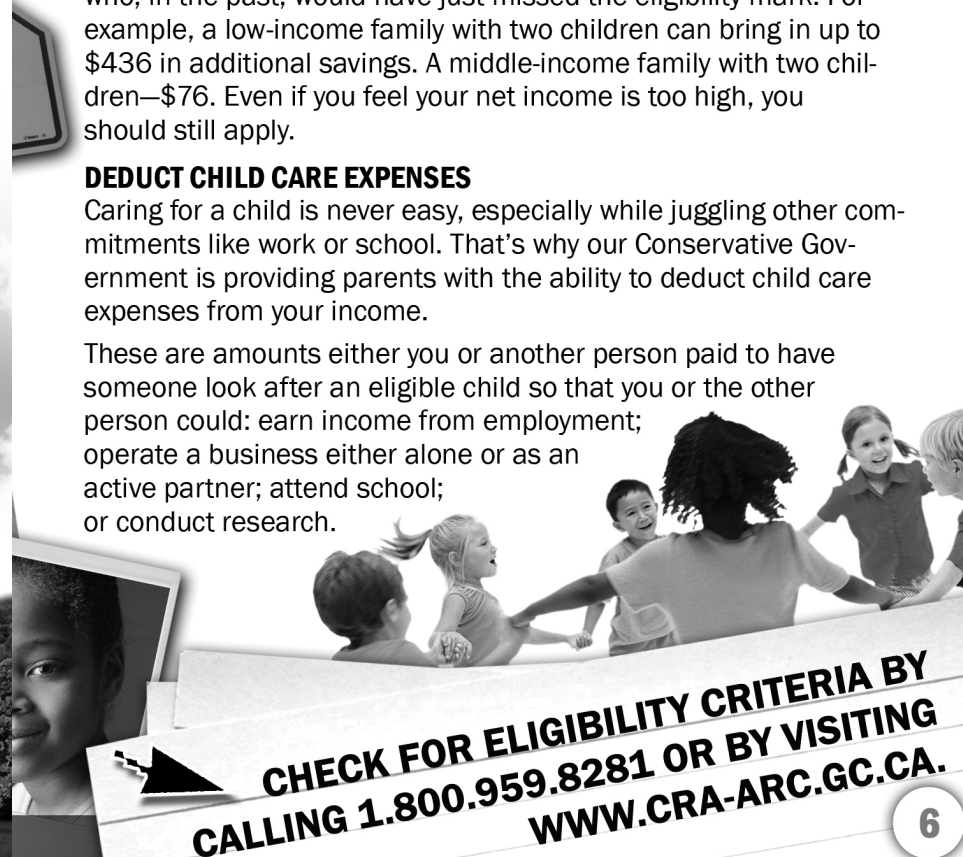 who, in the past, would have just missed the eligibility mark. For
example, a low-income family with two children can bring in up to
$436 in additional savings. A middle-income family with two chil-
dren—$76. Even if you feel your net income is too high, you
should still apply.
DEDUCT CHILD CARE EXPENSES
Caring for a child is never easy, especially while juggling other com-
mitments like work or school. That's why our Conservative Gov-
ernment is providing parents with the ability to deduct child care
expenses from your income.
These are amounts either you or another person paid to have
someone look after an eligible child so that you or the other
person could: earn income from employment;
operate a business either alone or as an
active partner; attend school;
or conduct research.
CHECK FOR ELIGIBILITY CRITERIA BY
CALLING 1.800.959.8281 OR BY VISITING
WWW.CRA-ARC.GC.CA.
6